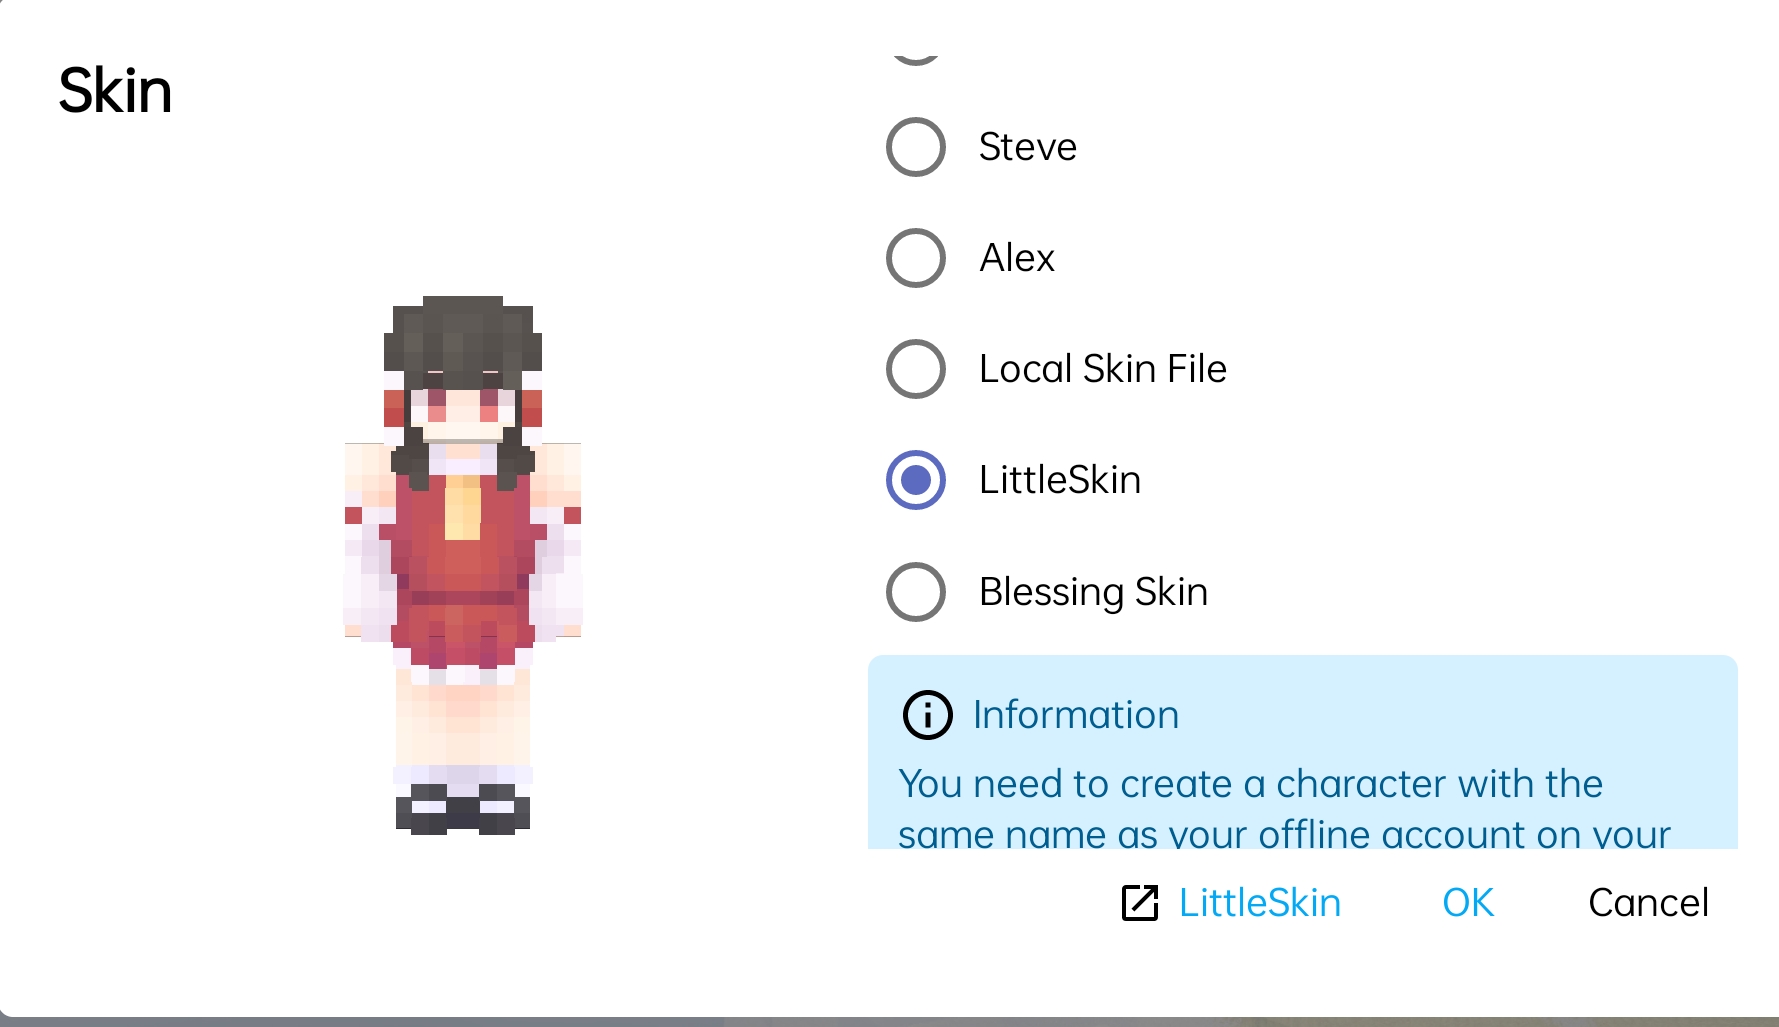 Skin
Steve
Alex
Local Skin File
LittleSkin
Blessing Skin
Information
You need to create a character with the
same name as your offline account on your
LittleSkin
OK
Cancel